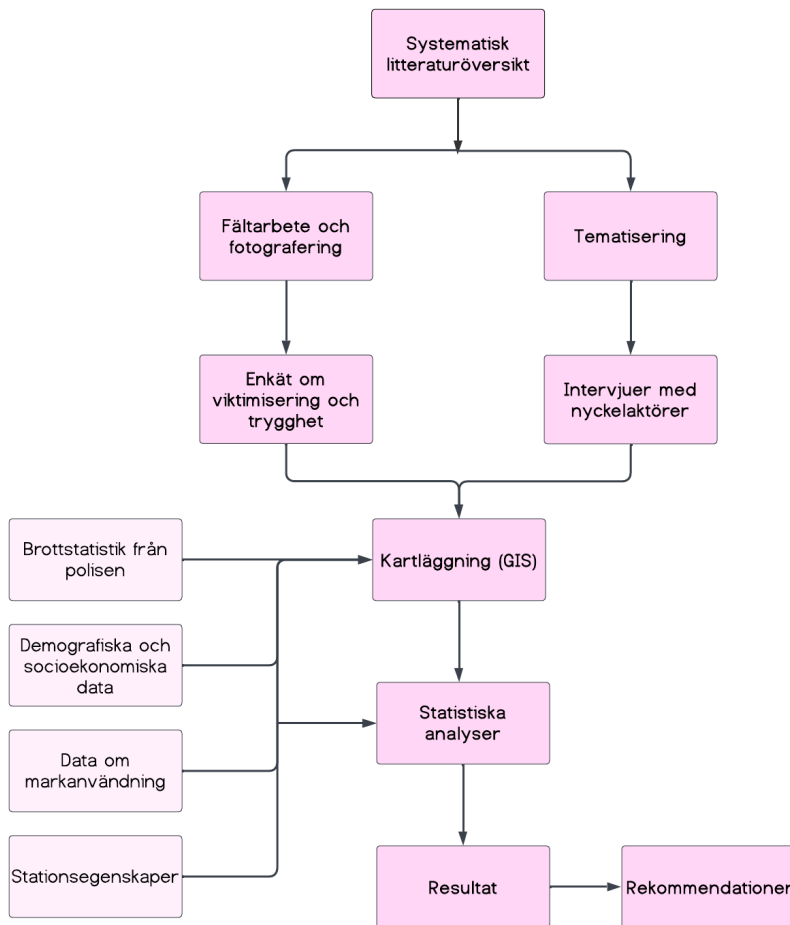 Systematisk
litteraturöversikt
Fältarbete och
fotografering
Tematisering
Enkät om
viktimisering och
trygghet
Intervjuer med
nyckelaktörer
Brottstatistik från
polisen
Kartläggning (GIS)
Demografiska och
socioekonomiska
data
Statistiska
analyser
Data om
markanvändning
Stationsegenskaper
Resultat
Rekommendationer